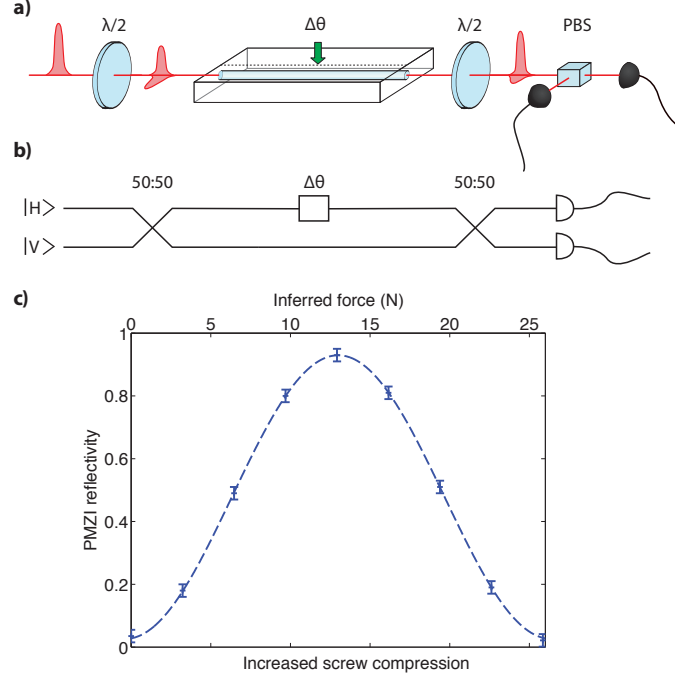 a)
λ/2
Δθ
λ/2
PBS
b)
50:50
Δθ
50:50
|H>
|V>
c)
Inferred force (N)
0 5 10 15 20 25
1
0.8
0.6
0.4
0.2
0
PMZI reflectivity
Increased screw compression